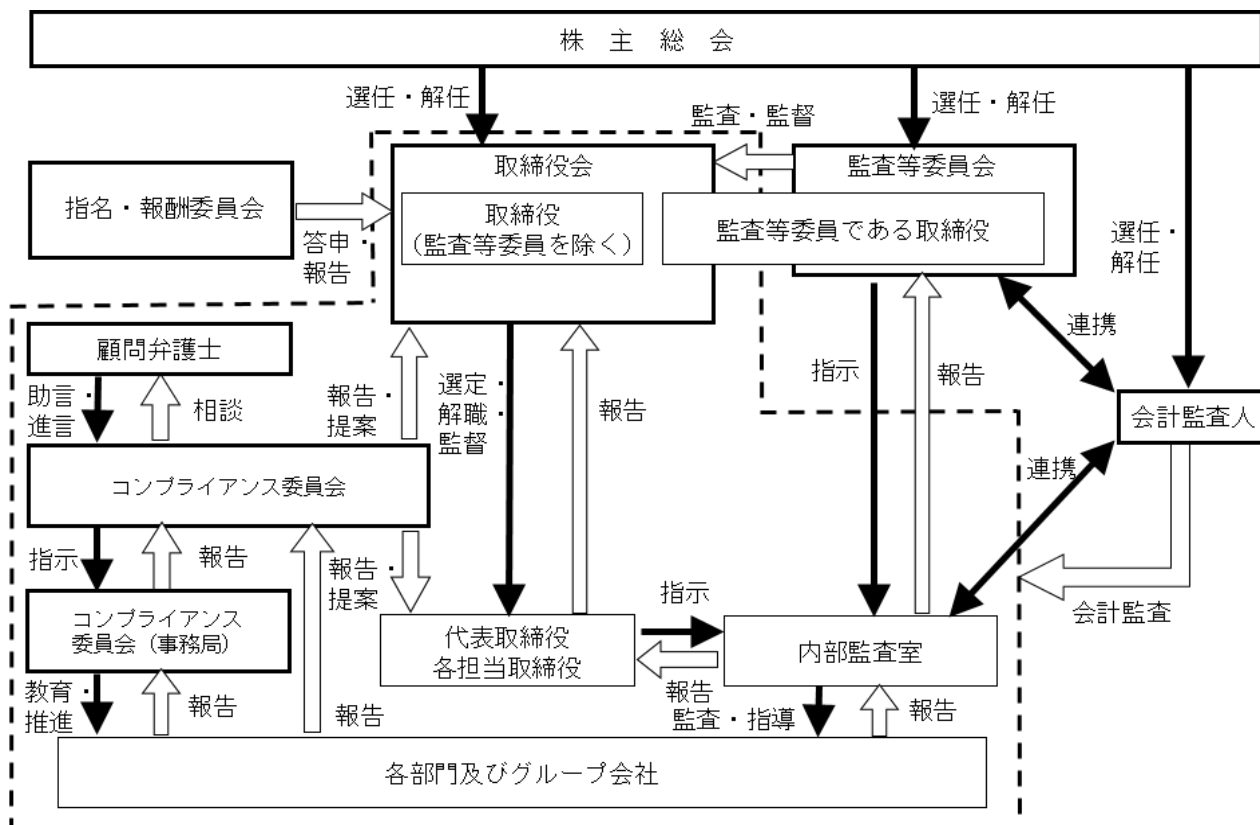 株 主 総 会
選任・解任
監査・監督
選任・解任
取締役会
監査等委員会
指名・報酬委員会
取締役
(監査等委員を除く)
監査等委員である取締役
選任・
解任
答申・
報告
連携
顧問弁護士
指示
報告
助言・
進言
相談
報告・
提案
選定・
解職・
監督
報告
会計監査人
連携
コンプライアンス委員会
指示
報告
報告・
提案
指示
会計監査
コンプライアンス
委員会（事務局）
代表取締役
各担当取締役
内部監査室
教育・
推進
報告
報告
報告
監査・指導
報告
各部門及びグループ会社